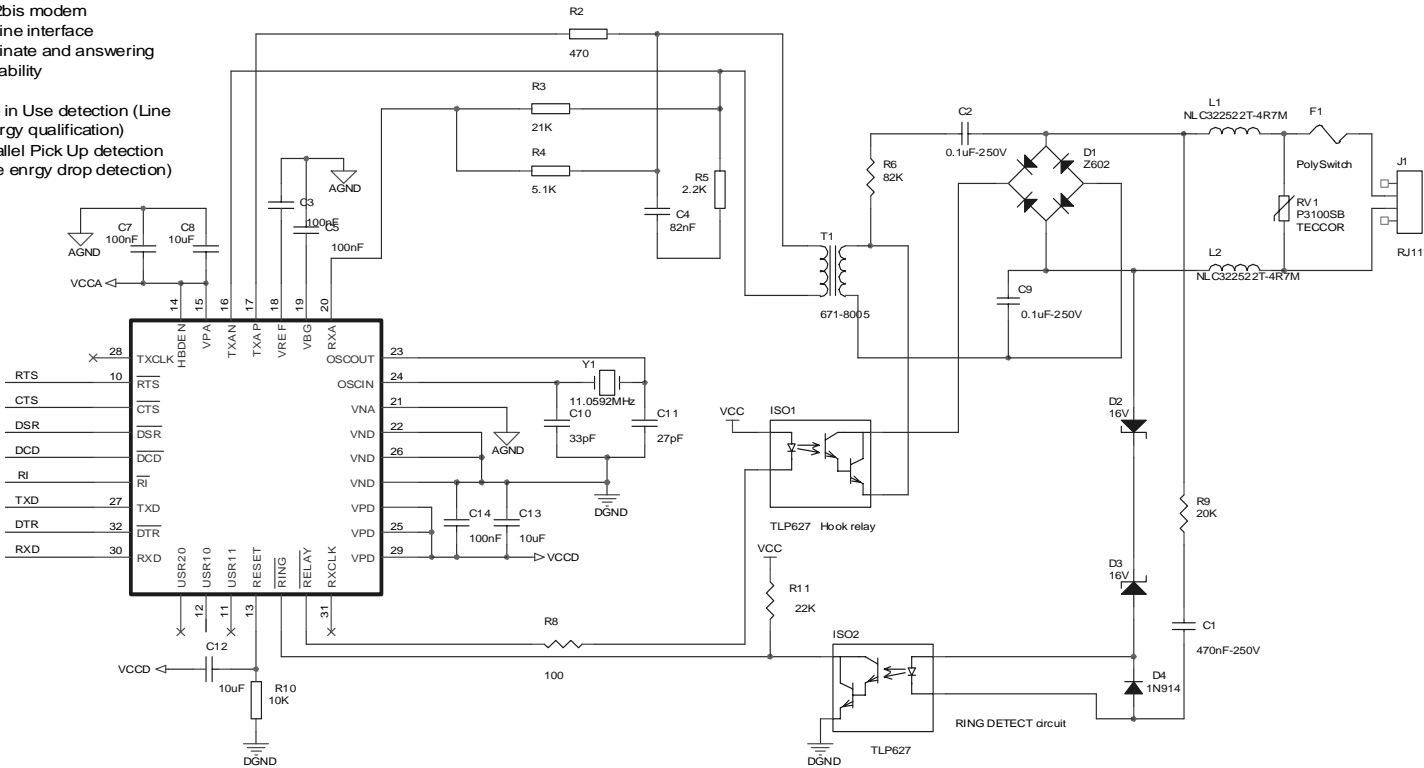 2bis modem
ine interface
inate and answering
ability
in Use detection (Line
rgy qualification)
allel Pick Up detection
e enrgy drop detection)
R2
470
R3
21K
R4
5.1K
R5
2.2K
C4
82nF
C3
100nF
C5
100nF
AGND
C7
100nF
C8
10uF
AGND
VCCA
T1
671-8005
R6
82K
C2
0.1uF-250V
D1
Z602
L1
NLC322522T-4R7M
F1
PolySwitch
J1
RJ11
RV1
P3100SB
TECCOR
L2
NLC322522T-4R7M
C9
0.1uF-250V
14
15
16
17
18
19
20
HBDEN
VPA
TXAN
TXAP
VREF
VBG
RXA
28
TXCLK
RTS
10
RTS
CTS
CTS
DSR
DSR
DCD
DCD
RI
RI
TXD
27
TXD
DTR
32
DTR
RXD
30
RXD
OSCOUT
23
OSCIN
24
VNA
21
VND
22
VND
26
VND
VPD
VPD
25
VPD
29
USR20
USR10
USR11
RESET
RING
RELAY
RXCLK
12
11
13
31
Y1
11.0592MHz
C10
33pF
C11
27pF
AGND
DGND
C14
100nF
C13
10uF
VCCD
VCC
ISO1
TLP627
Hook relay
D2
16V
D3
16V
R9
20K
C1
470nF-250V
D4
1N914
VCC
R11
22K
R8
100
ISO2
TLP627
RING DETECT circuit
DGND
C12
10uF
VCCD
R10
10K
DGND